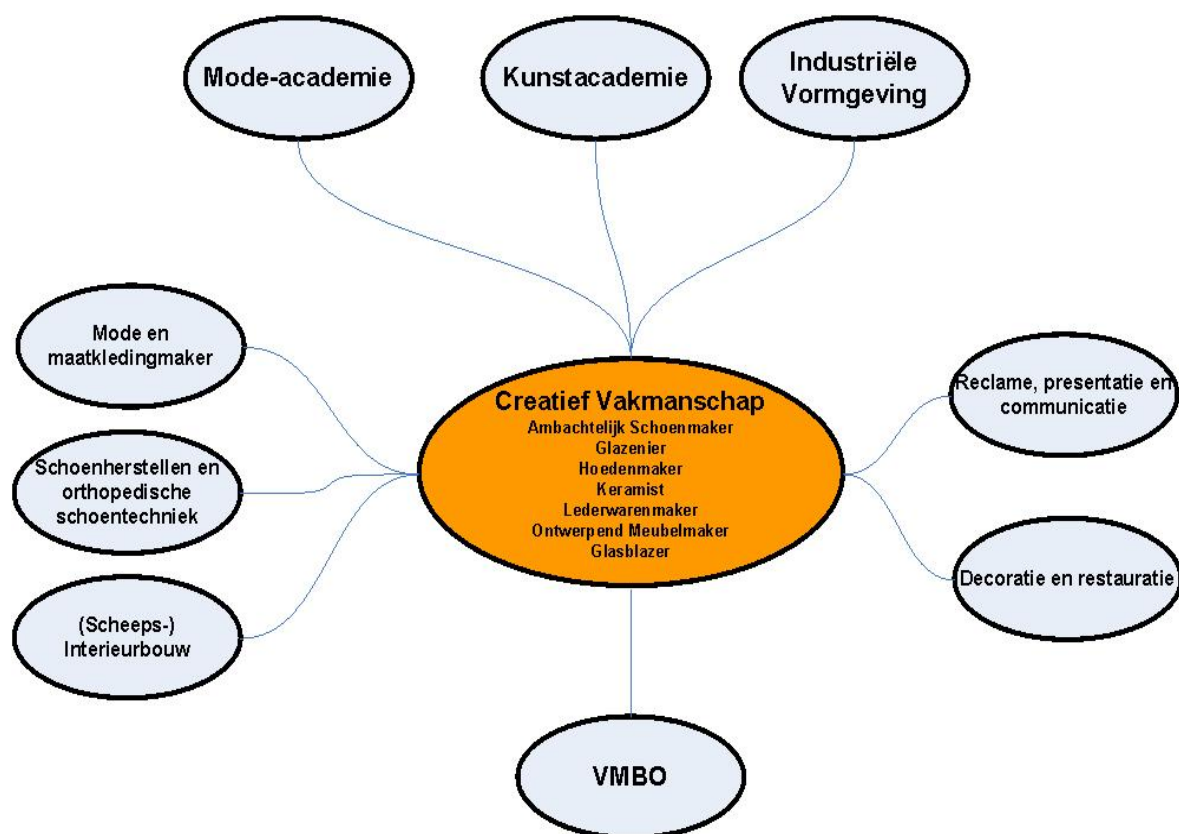 Mode-academie
Kunstacademie
Industriële
Vormgeving
Mode en
maatkledingmaker
Schoenherstellen en
orthopedische
schoentechniek
(Scheeps-)
Interieurbouw
Creatief Vakmanschap
Ambachtelijk Schoenmaker
Glazenier
Hoedenmaker
Keramist
Lederwarenmaker
Ontwerpend Meubelmaker
Glasblazer
Reclame, presentatie en
communicatie
Decoratie en restauratie
VMBO